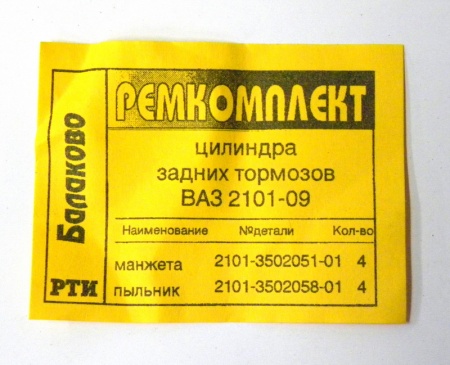 Балаково
РТИ
РЕМКОМПЛЕКТ
цилиндра
задних тормозов
ВАЗ 2101-09
Наименование №детали Кол-во
манжета 2101-3502051-01 4
пыльник 2101-3502058-01 4